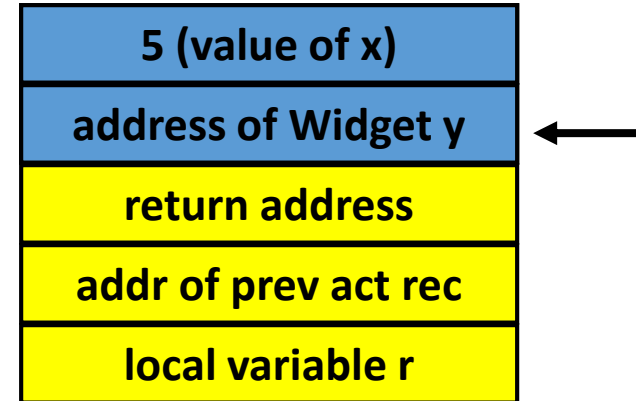 5 (value of x)
address of Widget y
return address
addr of prev act rec
local variable r